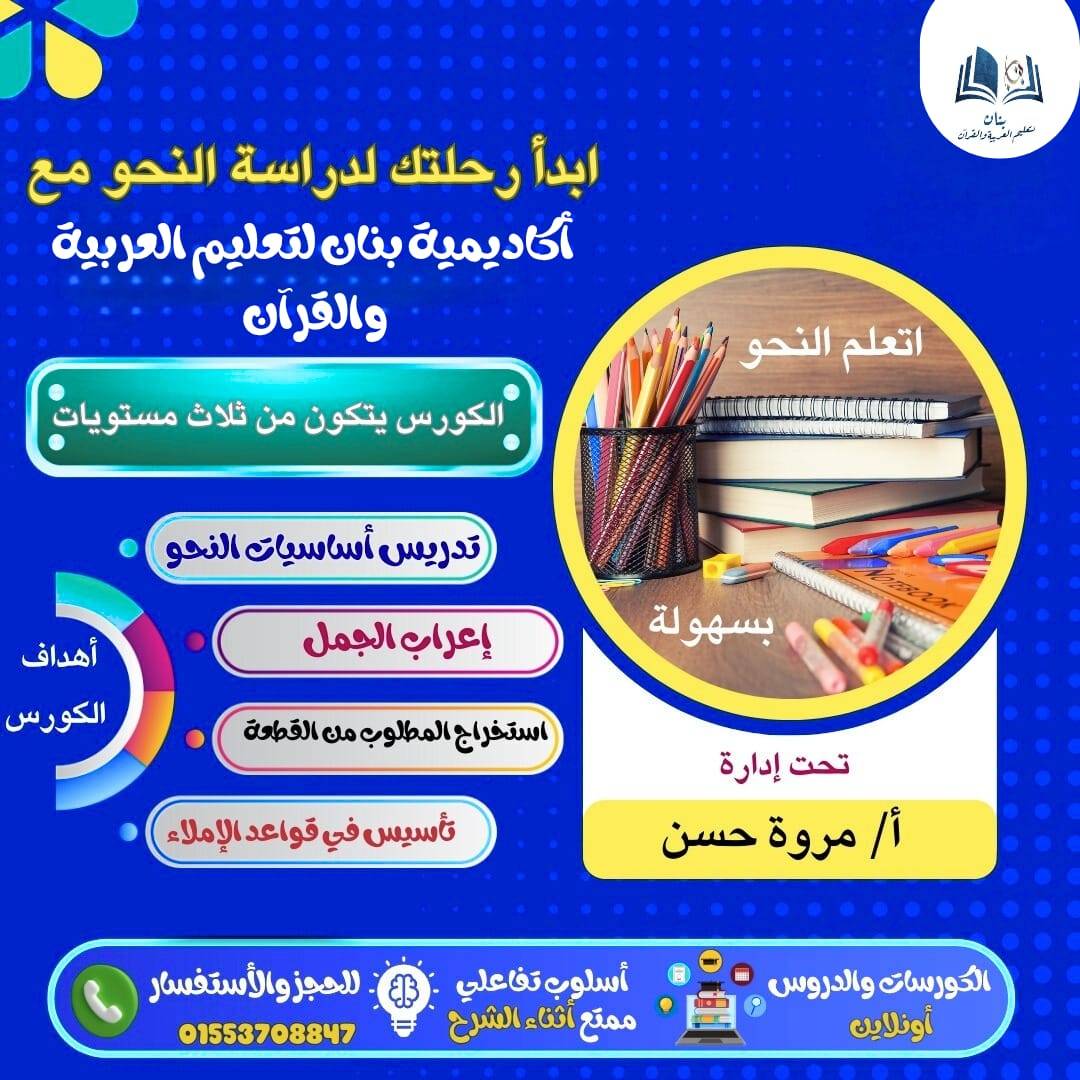 بنان
لتعليم العربية والقرآن
ابدأ رحلتك لدراسة النحو مع
أكاديمية بنان لتعليم العربية
والقرآن
الكورس يتكون من ثلاث مستويات
اتعلم النحو
بسهولة
NOTEBOOK
أهداف
الكورس
تدريس أساسيات النحو
إعراب الجمل
استخراج المطلوب من القطعة
تأسيس في قواعد الإملاء
تحت إدارة
أ/ مروة حسن
الكورسات والدروس
أونلاين
أسلوب تفاعلي
ممتع أثناء الشرح
للحجز والأستفسار
01553708847